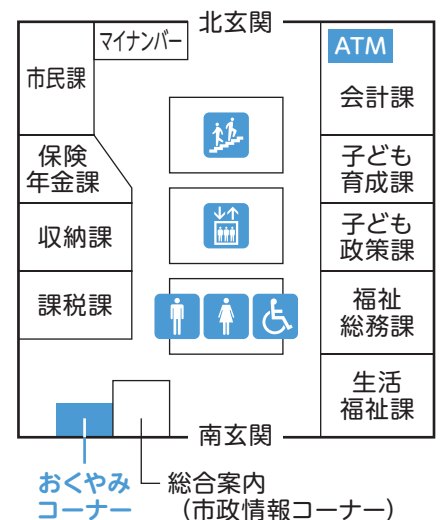 北玄関
マイナンバー
ATM
市民課
会計課
保険
年金課
子ども
育成課
収納課
子ども
政策課
課税課
福祉
総務課
生活
福祉課
南玄関
おくやみ
コーナー
総合案内
（市政情報コーナー）